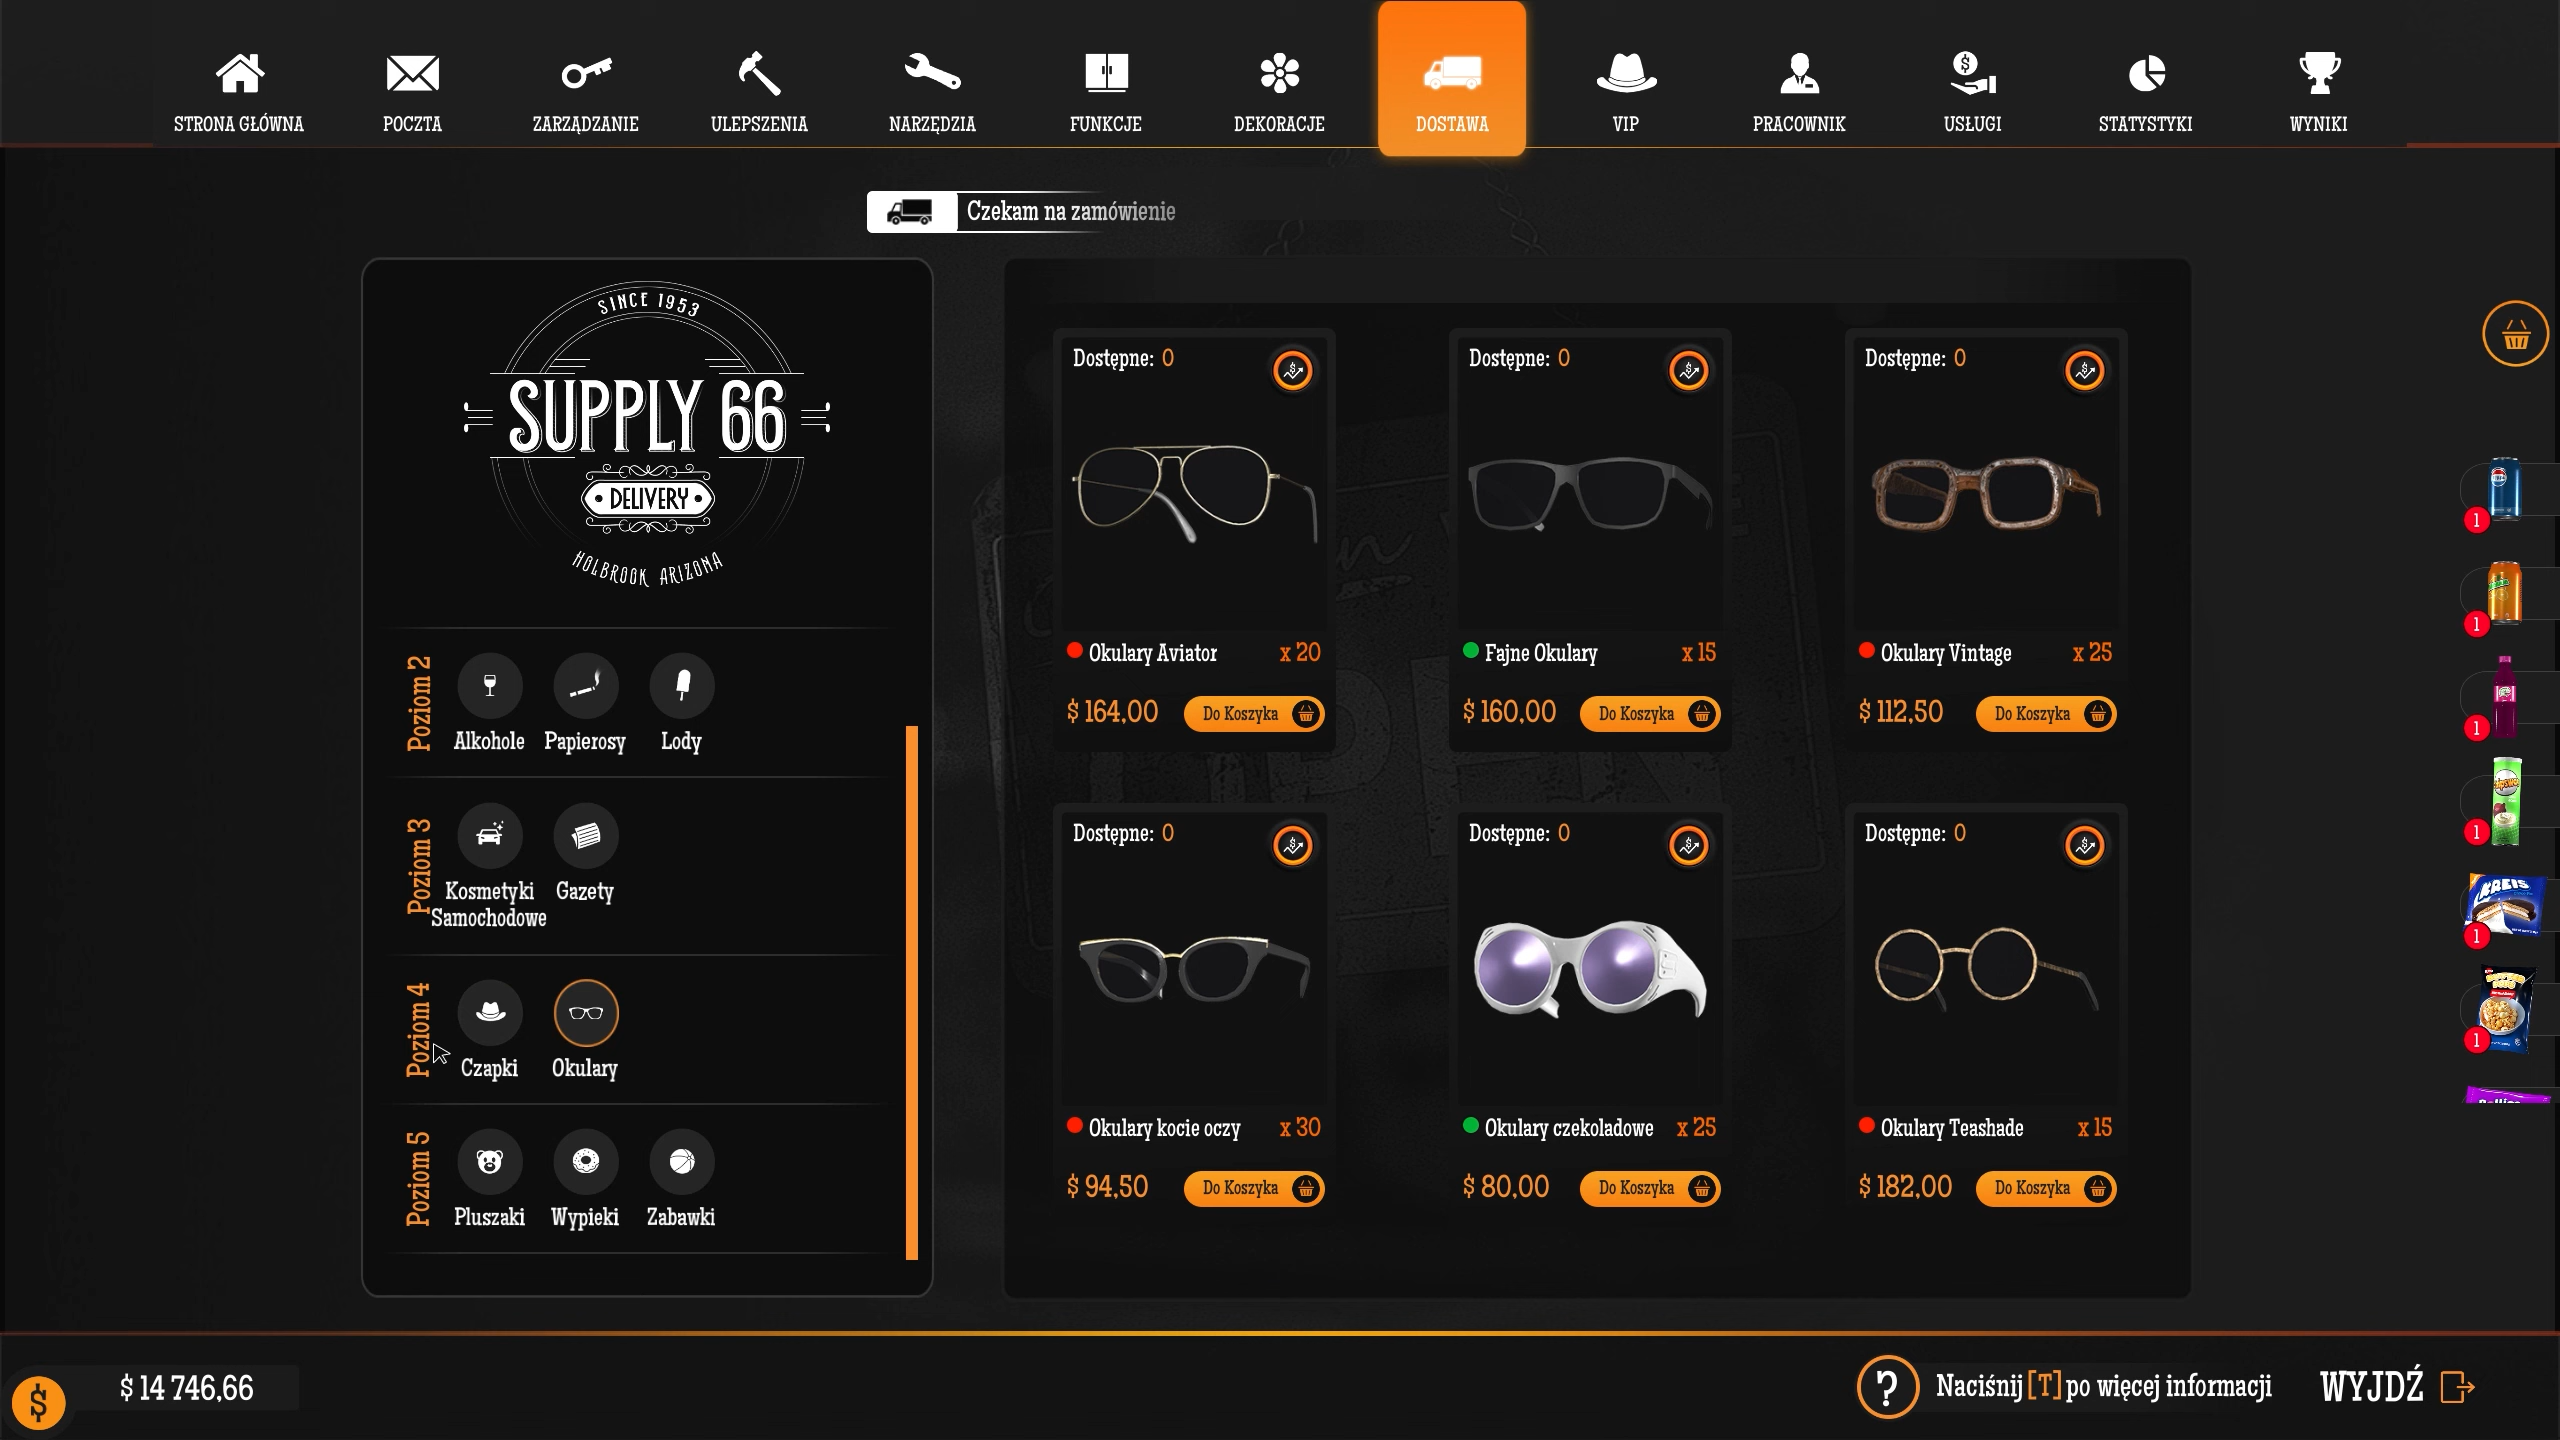 STRONA GŁÓWNA
POCZTA
ZARZĄDZANIE
ULEPSZENIA
NARZĘDZIA
FUNKCJE
DEKORACJE
DOSTAWA
VIP
PRACOWNIK
USŁUGI
STATYSTYKI
WYNIKI
Czekam na zamówienie
SINCE 1953
SUPPLY 66
DELIVERY
HOLBROOK ARIZONA
Poziom 2
Alkohole
Papierosy
Lody
Poziom 3
Kosmetyki
Samochodowe
Gazety
Poziom 4
Czapki
Okulary
Poziom 5
Pluszaki
Wypieki
Zabawki
Dostępne: 0
Okulary Aviator x 20
$ 164,00 Do Koszyka
Dostępne: 0
Fajne Okulary x 15
$ 160,00 Do Koszyka
Dostępne: 0
Okulary Vintage x 25
$ 112,50 Do Koszyka
Dostępne: 0
Okulary kocie oczy x 30
$ 94,50 Do Koszyka
Dostępne: 0
Okulary czekoladowe x 25
$ 80,00 Do Koszyka
Dostępne: 0
Okulary Teashade x 15
$ 182,00 Do Koszyka
1
1
1
1
KREIS
1
1
$ 14 746,66
Naciśnij [T] po więcej informacji
WYJDŹ